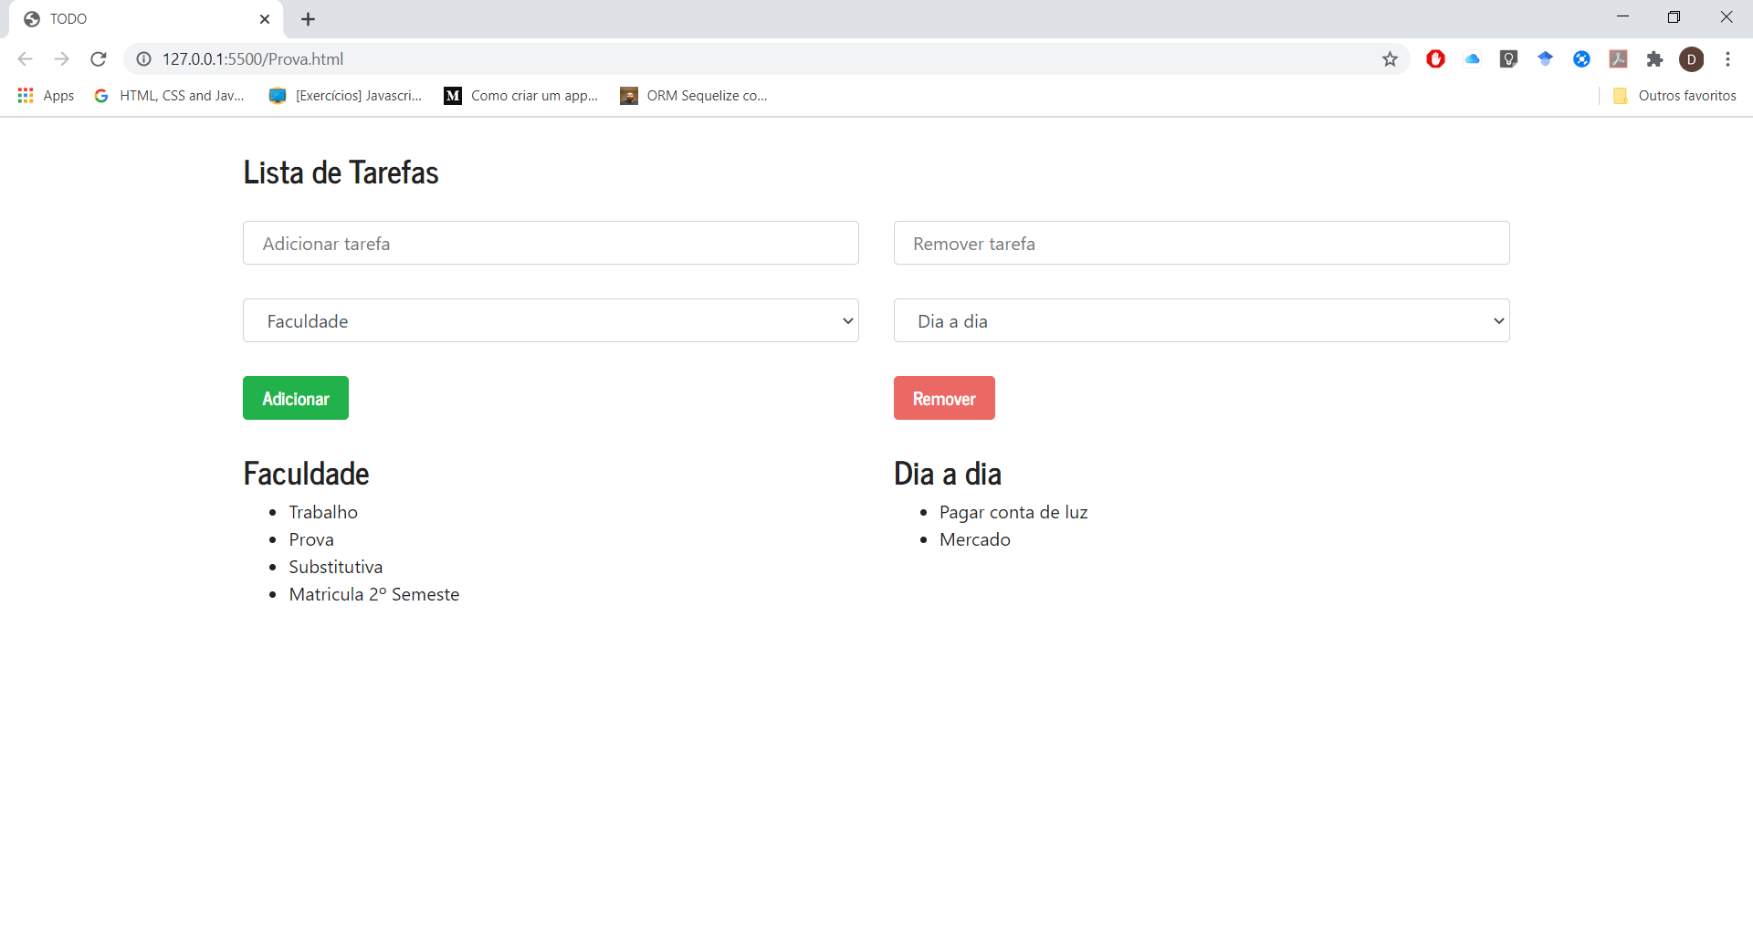 TODO
127.0.0.1:5500/Prova.html
D
Apps
HTML, CSS and Jav...
[Exercícios] Javascri...
M
Como criar um app...
ORM Sequelize co...
Outros favoritos
Lista de Tarefas
Adicionar tarefa
Remover tarefa
Faculdade
Dia a dia
Adicionar
Remover
Faculdade
Trabalho
Prova
Substitutiva
Matricula 2º Semeste
Dia a dia
Pagar conta de luz
Mercado